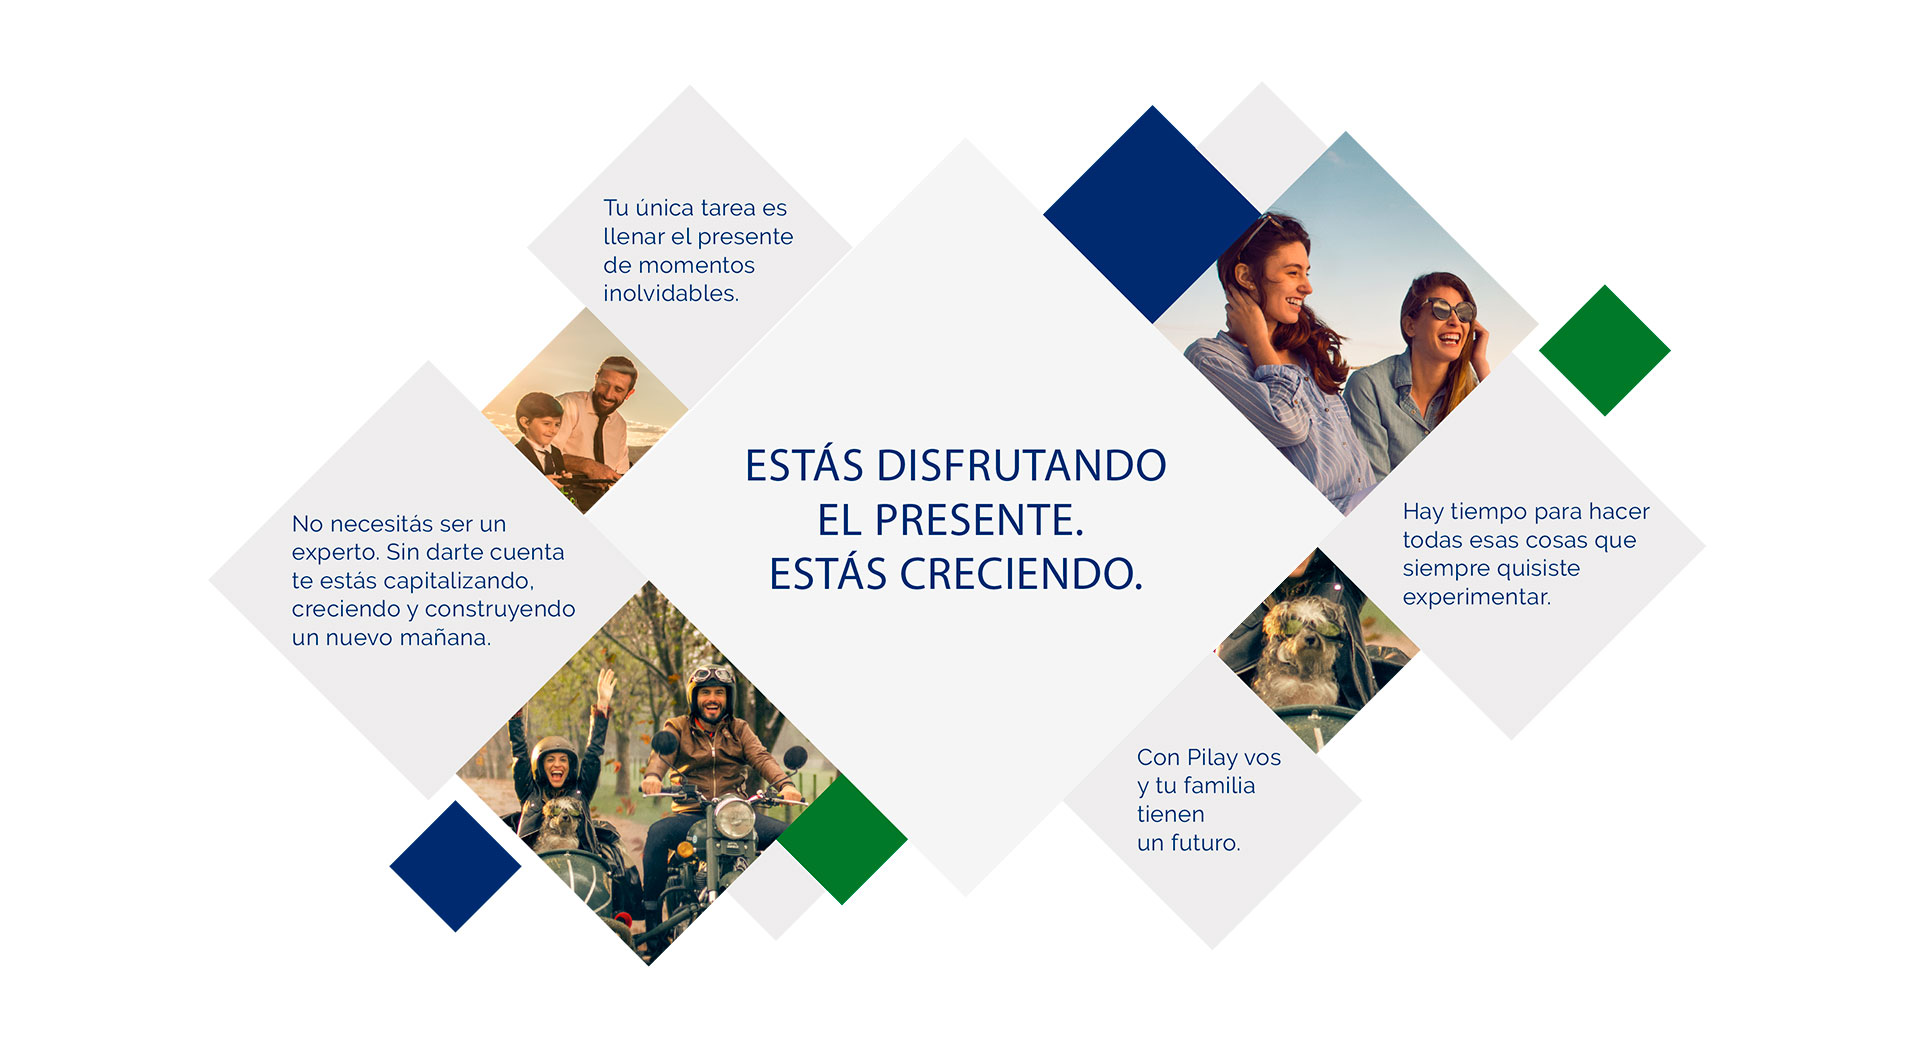 Tu única tarea es
llenar el presente
de momentos
inolvidables.
No necesitás ser un
experto. Sin darte cuenta
te estás capitalizando,
creciendo y construyendo
un nuevo mañana.
ESTÁS DISFRUTANDO
EL PRESENTE.
ESTÁS CRECIENDO.
Hay tiempo para hacer
todas esas cosas que
siempre quisiste
experimentar.
Con Pilay vos
y tu familia
tienen
un futuro.